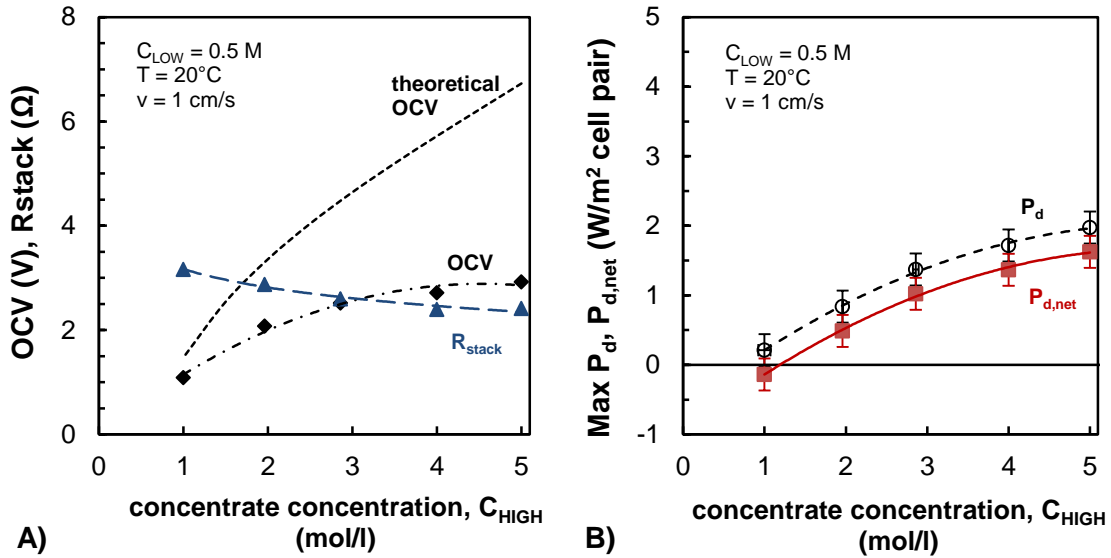 OCV (V), Rstack (Ω)
8
6
4
2
0
C_LOW = 0.5 M
T = 20°C
v = 1 cm/s
theoretical
OCV
OCV
R_stack
0 1 2 3 4 5
concentrate concentration, C_HIGH
(mol/l)
A)
Max P_d, P_d,net (W/m² cell pair)
5
4
3
2
1
0
-1
C_LOW = 0.5 M
T = 20°C
v = 1 cm/s
P_d
P_d,net
0 1 2 3 4 5
concentrate concentration, C_HIGH
(mol/l)
B)